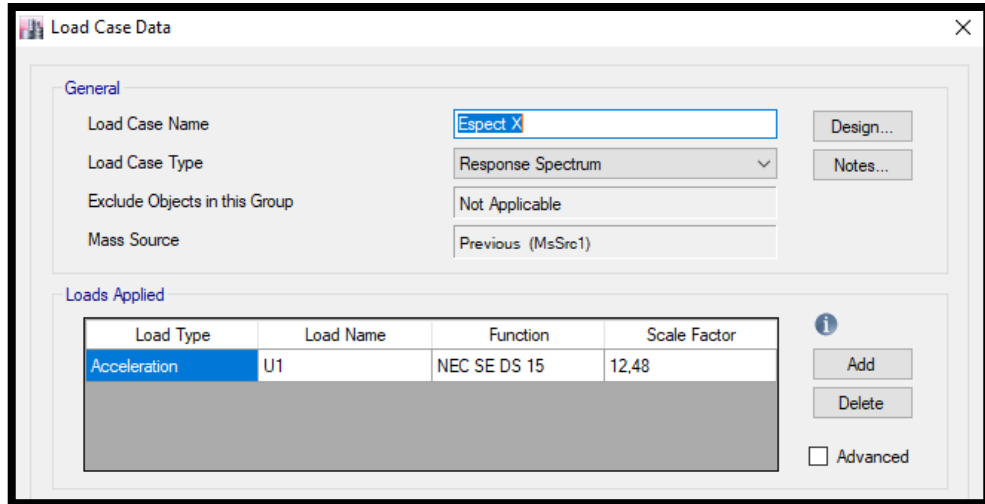 Load Case Data
General
Load Case Name Espect X Design...
Load Case Type Response Spectrum Notes...
Exclude Objects in this Group Not Applicable
Mass Source Previous (MsSrc1)
Loads Applied
Load Type Load Name Function Scale Factor
Acceleration U1 NEC SE DS 15 12,48
Add
Delete
Advanced